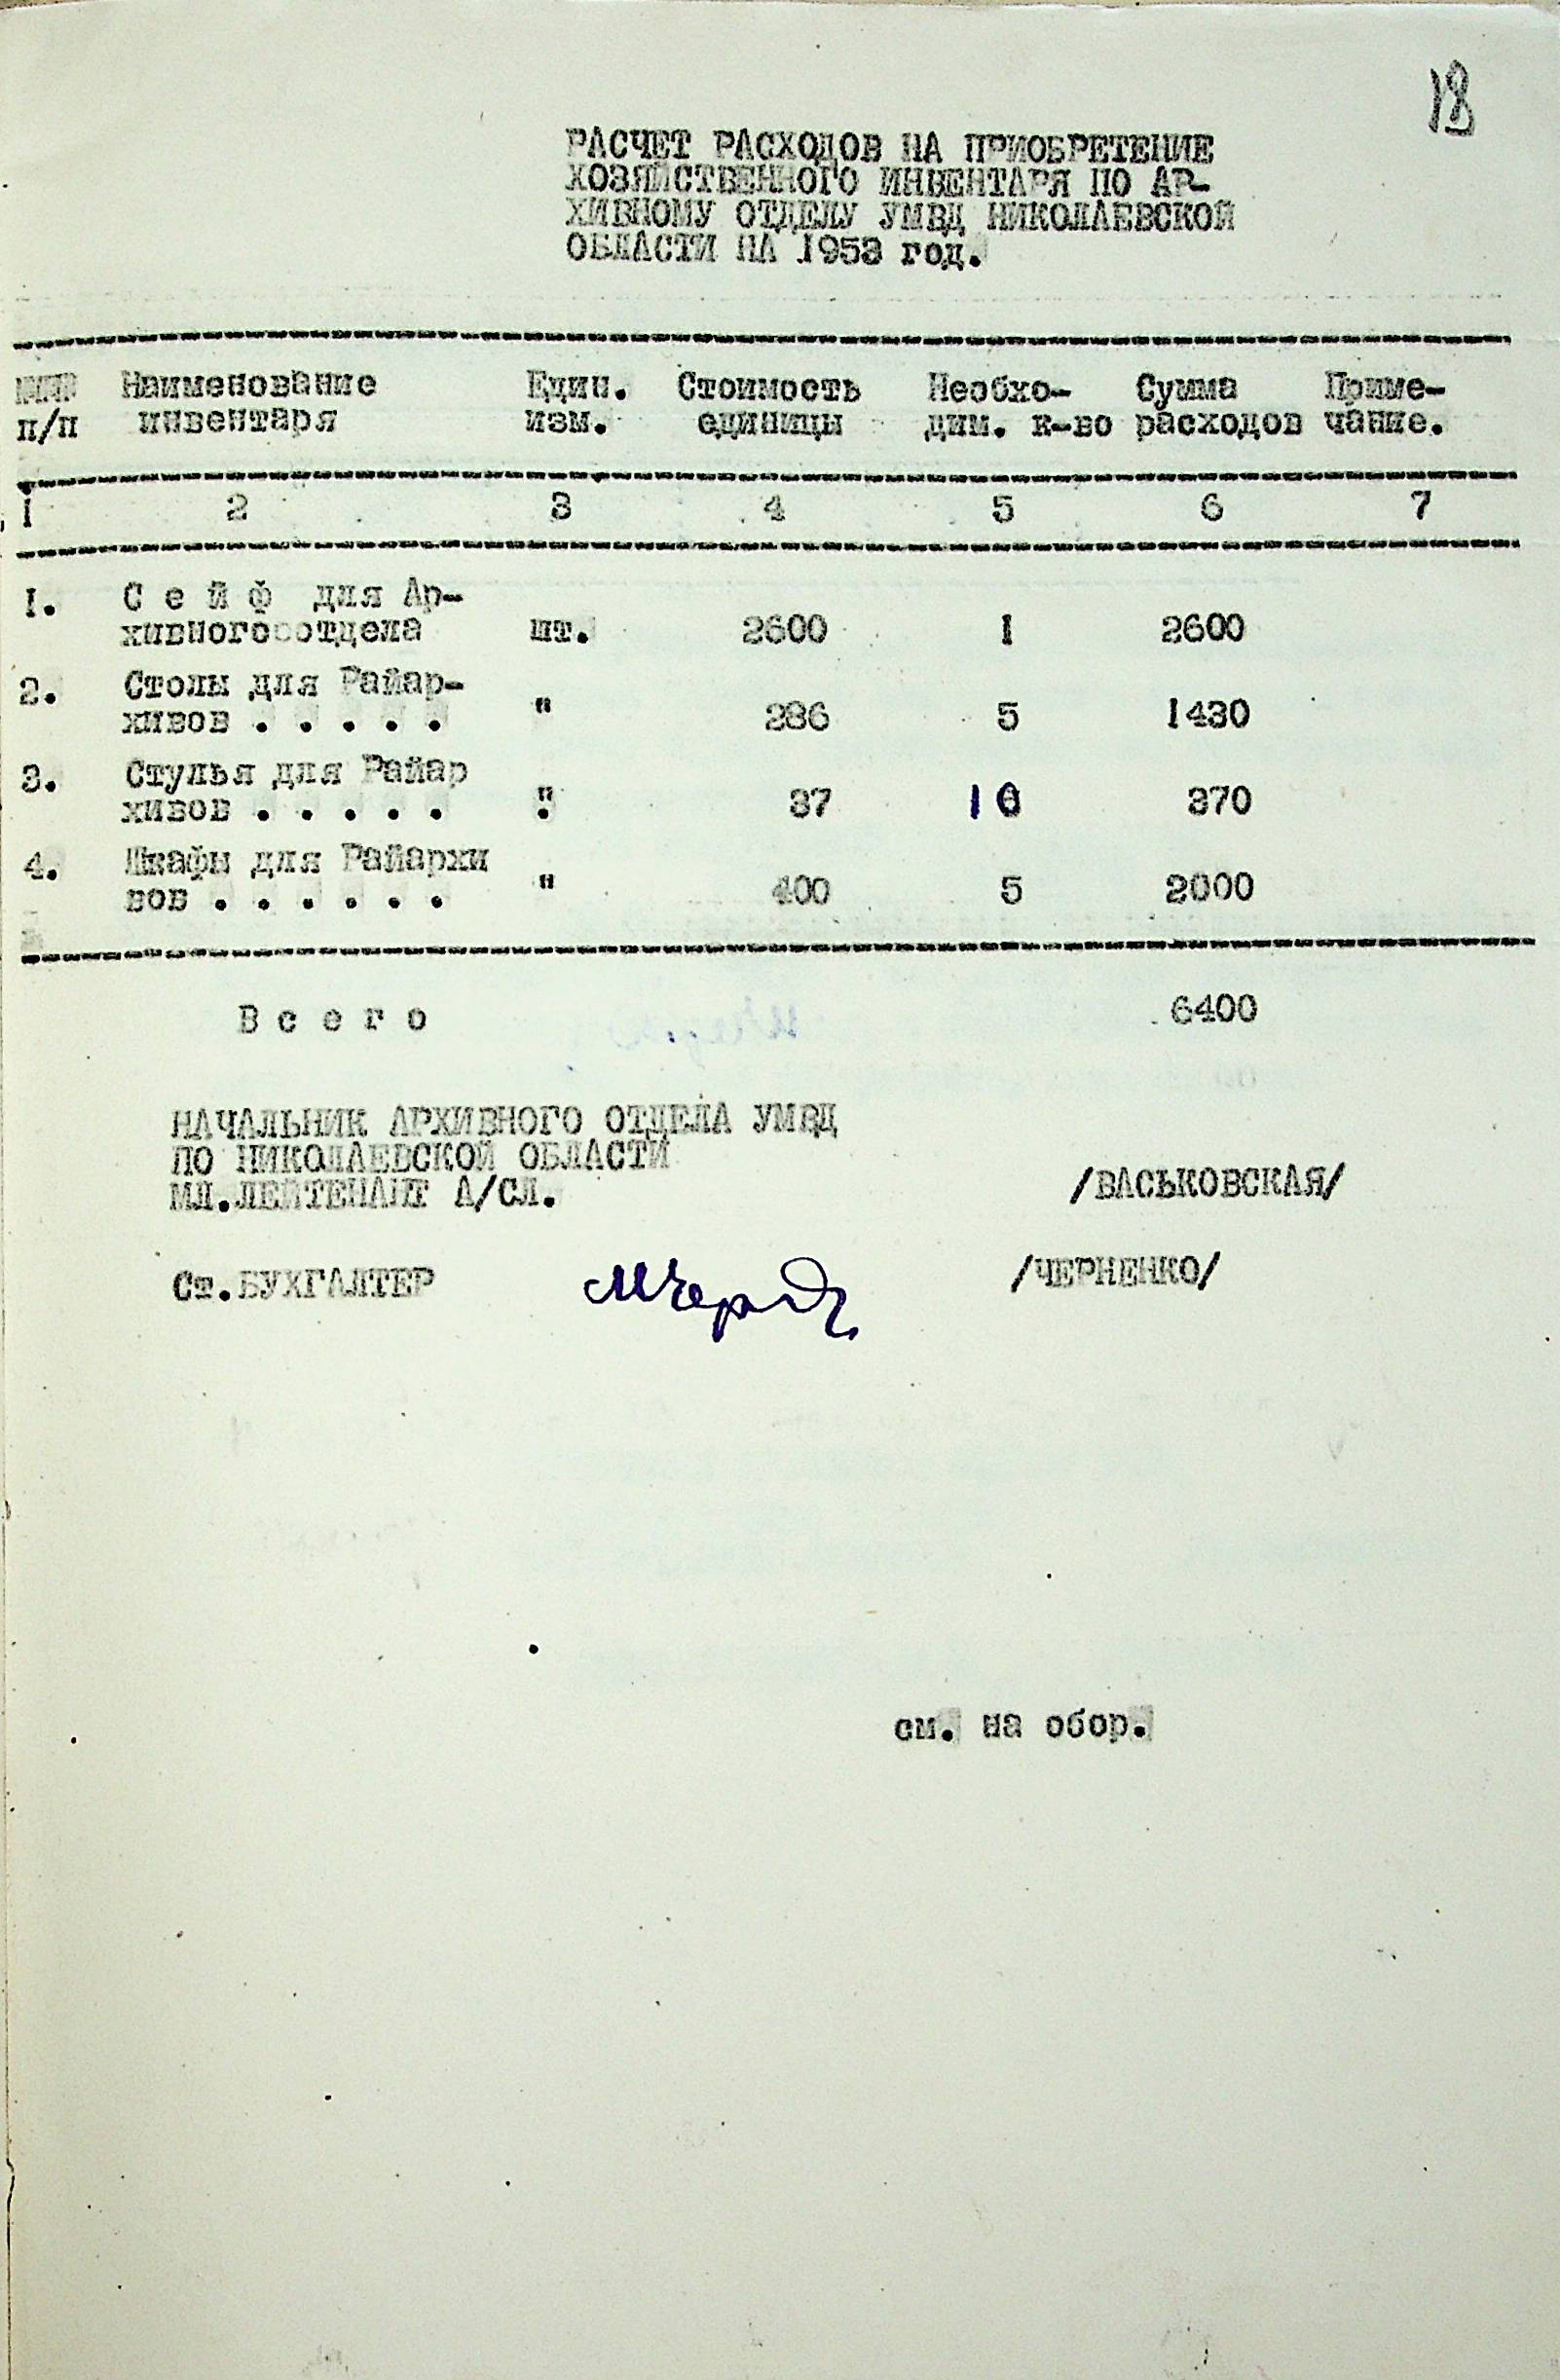 18
РАСЧЕТ РАСХОДОВ НА ПРИОБРЕТЕНИЕ
ХОЗЯЙСТВЕННОГО ИНВЕНТАРЯ ПО АР-
ХИВНОМУ ОТДЕЛУ УМВД НИКОЛАЕВСКОЙ
ОБЛАСТИ НА 1953 год.
№№ Наименование Един. Стоимость Необхо- Сумма Приме-
п/п инвентаря изм. единицы дим. к-во расходов чание.
1 2 3 4 5 6 7
1. С е й ф для Ар-
хивного отдела шт. 2600 1 2600
2. Столы для Райар-
хивов . . . . . " 286 5 1430
3. Стулья для Райар
хивов . . . . . " 37 10 370
4. Шкафы для Райархи
вов . . . . . . " 400 5 2000
В с е г о 6400
НАЧАЛЬНИК АРХИВНОГО ОТДЕЛА УМВД
ПО НИКОЛАЕВСКОЙ ОБЛАСТИ
МЛ.ЛЕЙТЕНАНТ А/СЛ. /ВАСЬКОВСКАЯ/
Ст.БУХГАЛТЕР /ЧЕРНЕНКО/
см. на обор.